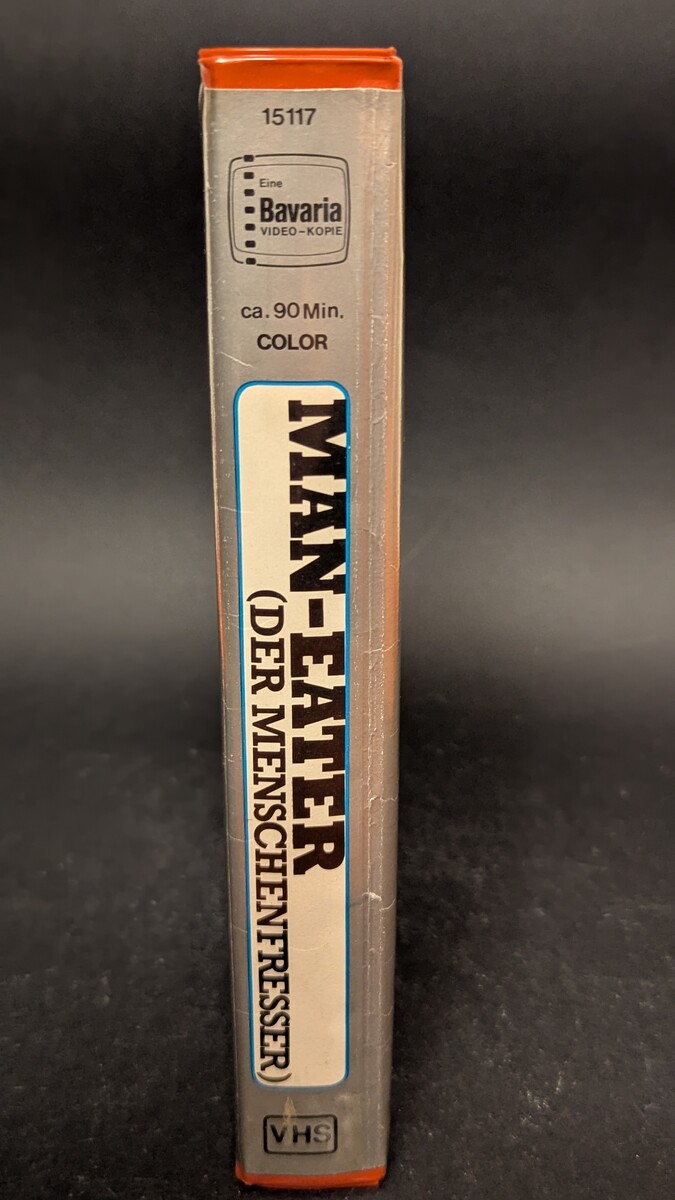 15117
Eine
Bavaria
VIDEO-KOPIE
ca. 90 Min.
COLOR
MAN-EATER
(DER MENSCHENFRESSER)
VHS